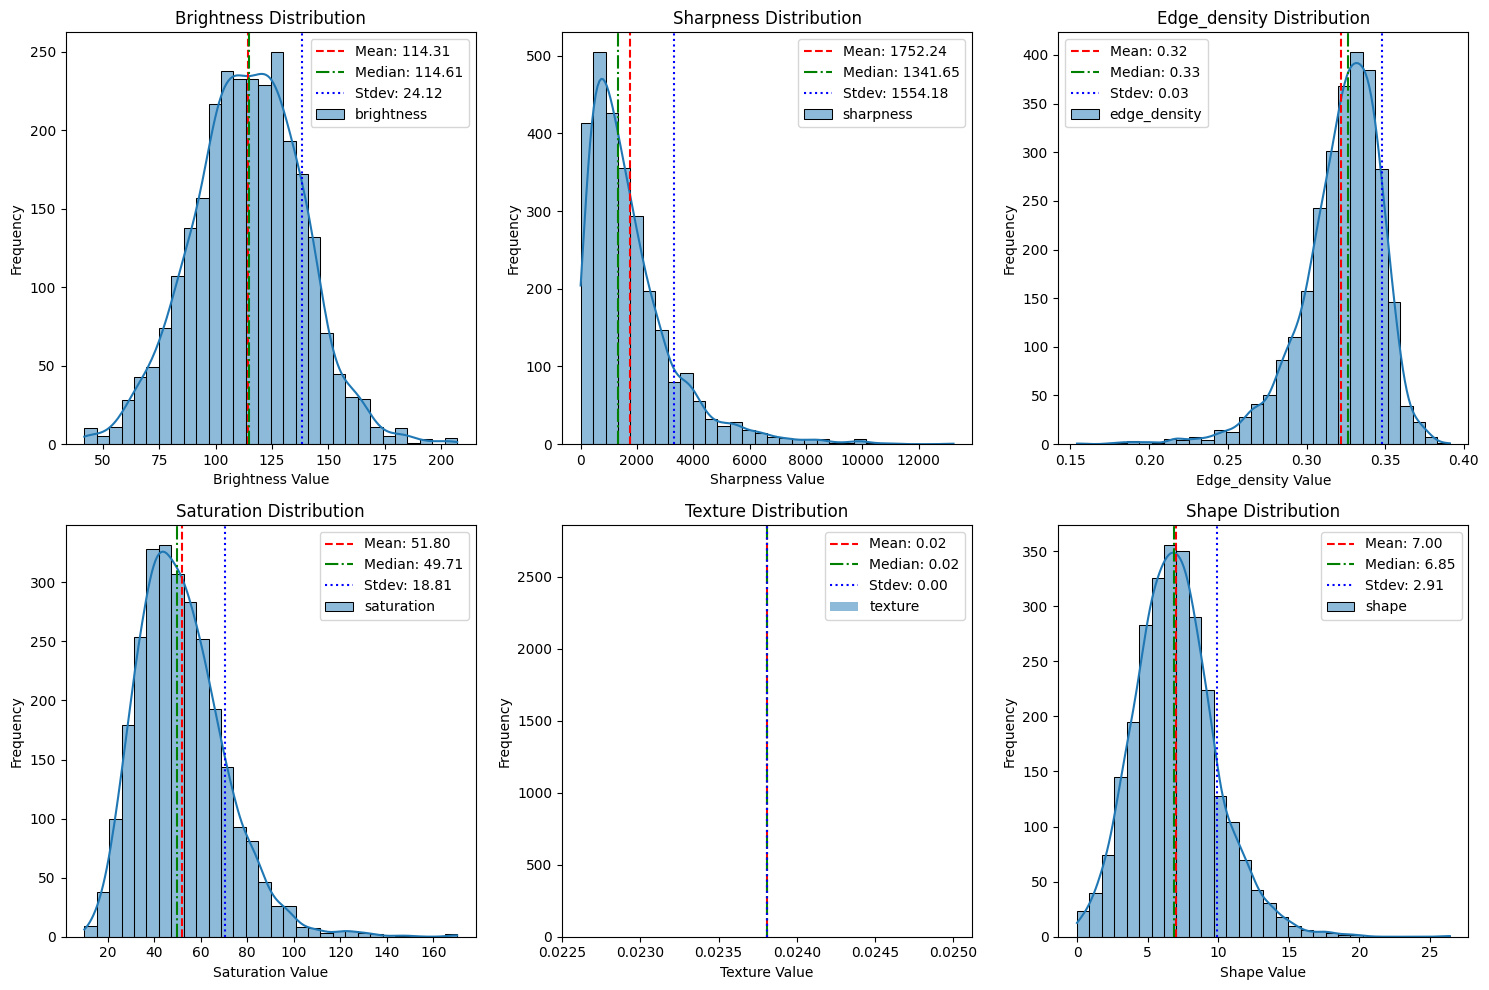 Brightness Distribution
250
200
150
100
50
0
Frequency
50
75
100
125
150
175
200
Brightness Value
Mean: 114.31
Median: 114.61
Stdev: 24.12
brightness
Sharpness Distribution
500
400
300
200
100
0
Frequency
0
2000
4000
6000
8000
10000
12000
Sharpness Value
Mean: 1752.24
Median: 1341.65
Stdev: 1554.18
sharpness
Edge_density Distribution
400
350
300
250
200
150
100
50
0
Frequency
0.15
0.20
0.25
0.30
0.35
0.40
Edge_density Value
Mean: 0.32
Median: 0.33
Stdev: 0.03
edge_density
Saturation Distribution
300
250
200
150
100
50
0
Frequency
20
40
60
80
100
120
140
160
Saturation Value
Mean: 51.80
Median: 49.71
Stdev: 18.81
saturation
Texture Distribution
2500
2000
1500
1000
500
0
Frequency
0.0225
0.0230
0.0235
0.0240
0.0245
0.0250
Texture Value
Mean: 0.02
Median: 0.02
Stdev: 0.00
texture
Shape Distribution
350
300
250
200
150
100
50
0
Frequency
0
5
10
15
20
25
Shape Value
Mean: 7.00
Median: 6.85
Stdev: 2.91
shape